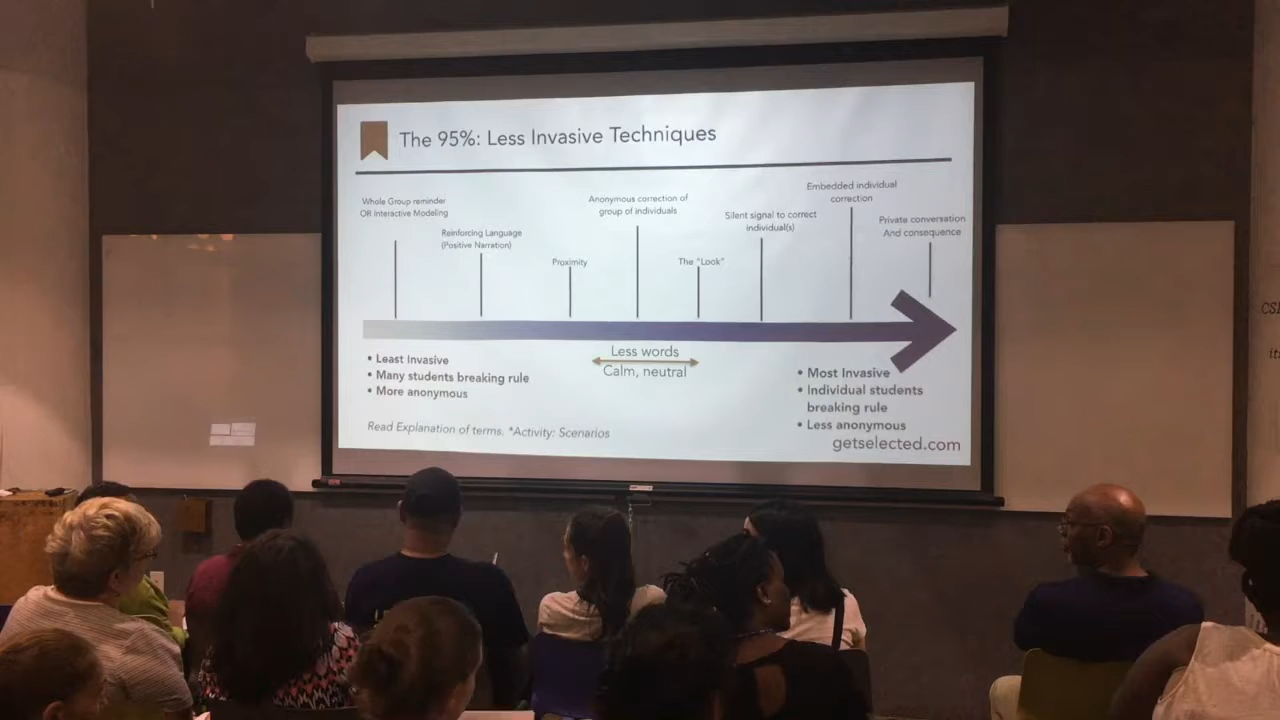 The 95%: Less Invasive Techniques
Whole Group reminder
OR Interactive Modeling
Reinforcing Language
(Positive Narration)
Proximity
Anonymous correction of
group of individuals
The "Look"
Silent signal to correct
individual(s)
Embedded individual
correction
Private conversation
And consequence
• Least Invasive
• Many students breaking rule
• More anonymous
Less words
Calm, neutral
• Most Invasive
• Individual students
breaking rule
• Less anonymous
Read Explanation of terms. *Activity: Scenarios
getselected.com